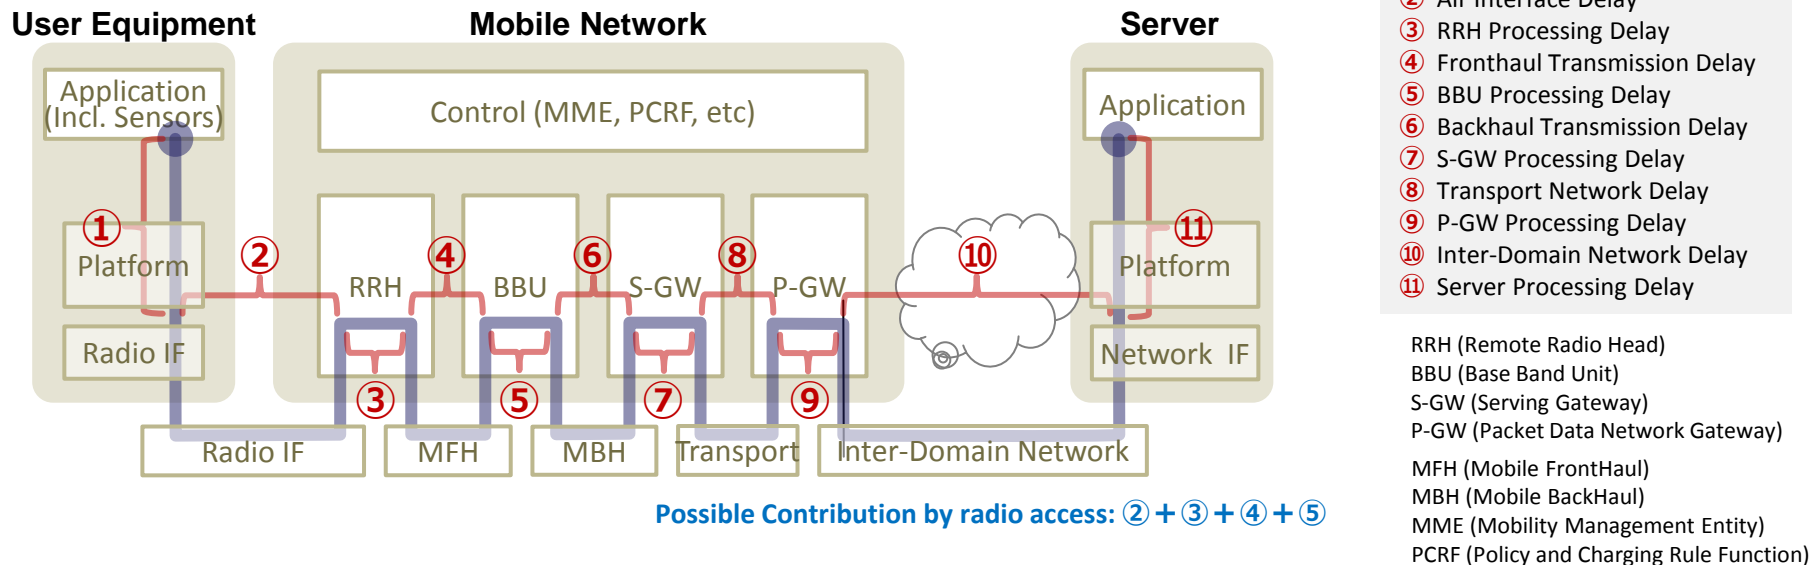 User Equipment
Mobile Network
Server
Application
(Incl. Sensors)
Control (MME, PCRF, etc)
Application
①
Platform
Radio IF
②
RRH
④
BBU
⑥
S-GW
⑧
P-GW
⑩
⑪
Platform
Network IF
③
⑤
⑦
⑨
Radio IF
MFH
MBH
Transport
Inter-Domain Network
Possible Contribution by radio access: ②+③+④+⑤
② Air Interface Delay
③ RRH Processing Delay
④ Fronthaul Transmission Delay
⑤ BBU Processing Delay
⑥ Backhaul Transmission Delay
⑦ S-GW Processing Delay
⑧ Transport Network Delay
⑨ P-GW Processing Delay
⑩ Inter-Domain Network Delay
⑪ Server Processing Delay
RRH (Remote Radio Head)
BBU (Base Band Unit)
S-GW (Serving Gateway)
P-GW (Packet Data Network Gateway)
MFH (Mobile FrontHaul)
MBH (Mobile BackHaul)
MME (Mobility Management Entity)
PCRF (Policy and Charging Rule Function)